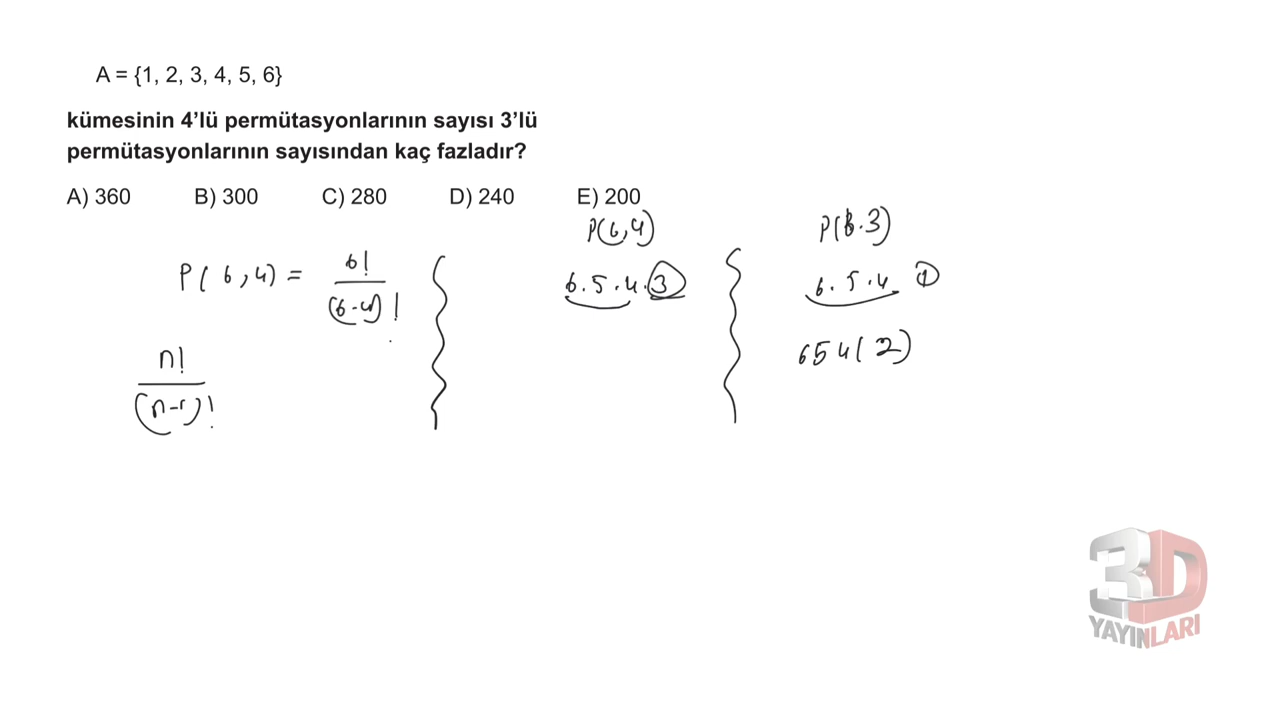 A = {1, 2, 3, 4, 5, 6}
kümesinin 4'lü permütasyonlarının sayısı 3'lü
permütasyonlarının sayısından kaç fazladır?
A) 360 B) 300 C) 280 D) 240 E) 200
P(6,4) = 6! / (6-4)!
n! / (n-r)!
P(6,4)
6.5.4.3
P(6.3)
6.5.4 1
654(2)
3D
YAYINLARI